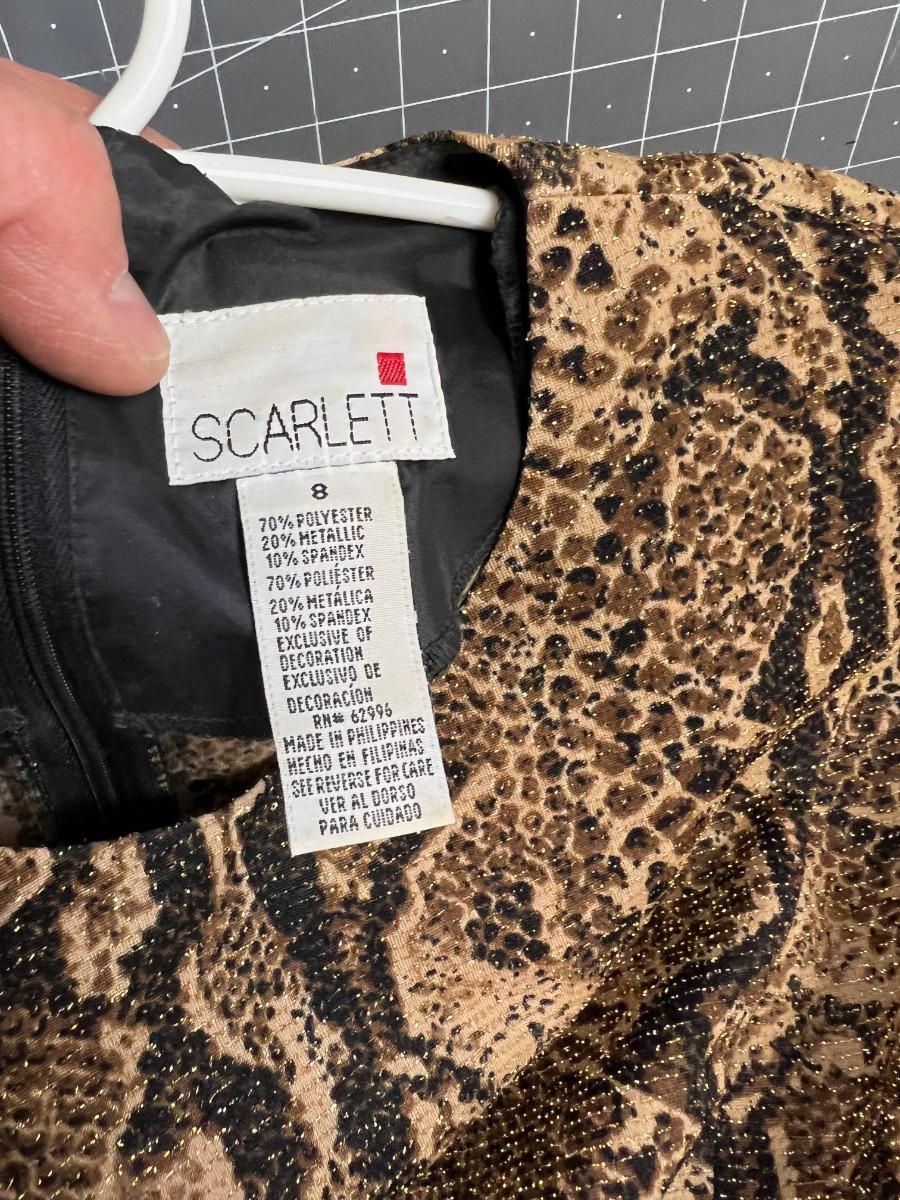 SCARLETT
8
70% POLYESTER
20% METALLIC
10% SPANDEX
70% POLIÉSTER
20% METÁLICA
10% SPANDEX
EXCLUSIVE OF
DECORATION
EXCLUSIVO DE
DECORACIÓN
RN# 62996
MADE IN PHILIPPINES
HECHO EN FILIPINAS
SEE REVERSE FOR CARE
VER AL DORSO
PARA CUIDADO